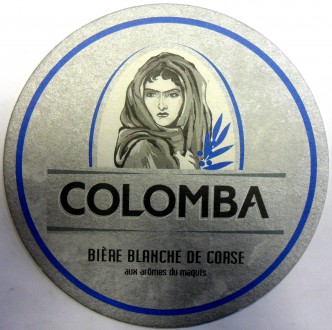 COLOMBA
BIÈRE BLANCHE DE CORSE
aux arômes du maquis